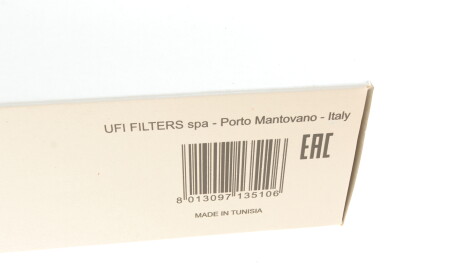 UFI FILTERS spa - Porto Mantovano - Italy
EAC
8 013097 135106
MADE IN TUNISIA